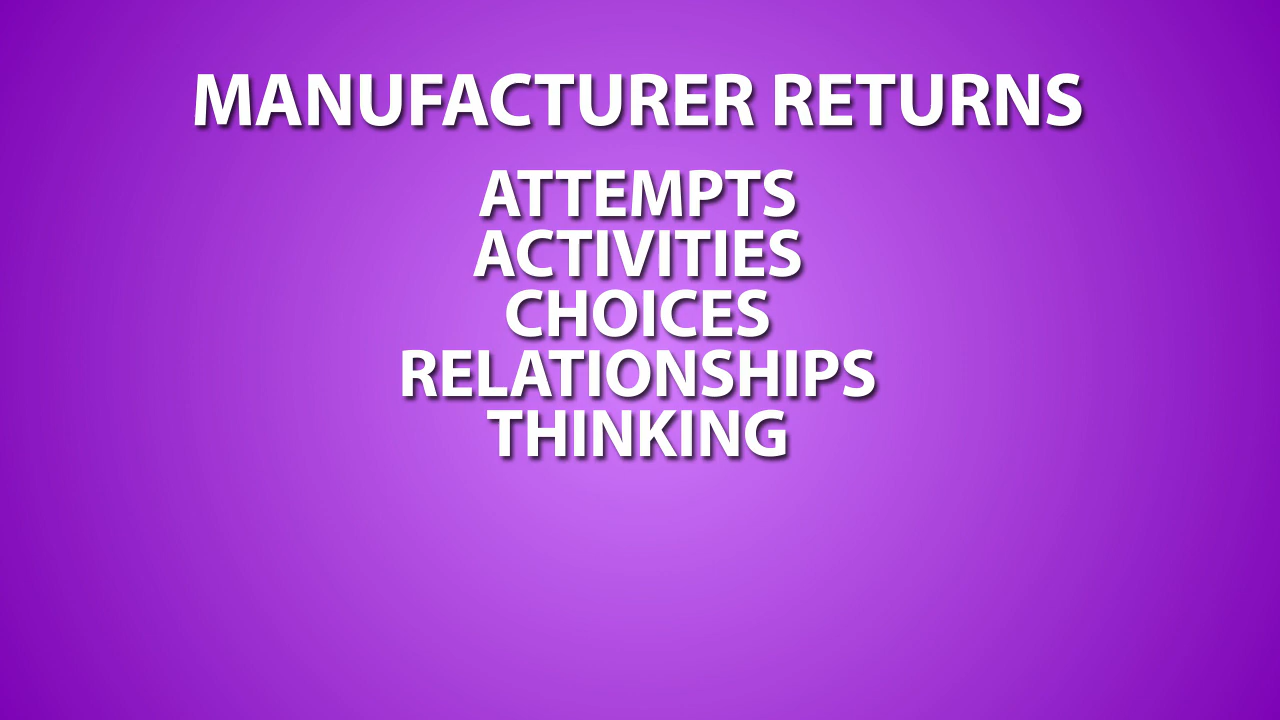 MANUFACTURER RETURNS
ATTEMPTS
ACTIVITIES
CHOICES
RELATIONSHIPS
THINKING